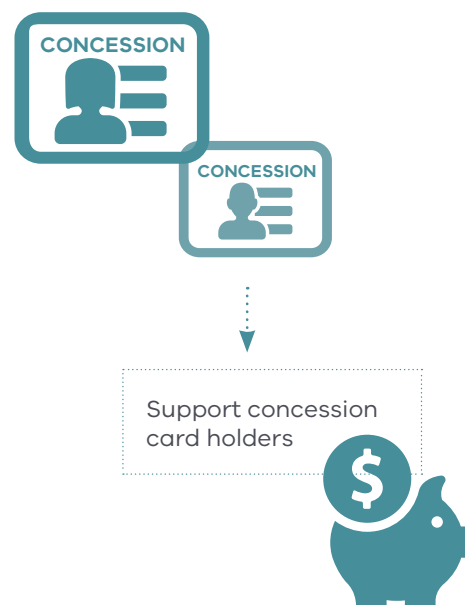 CONCESSION
CONCESSION
Support concession
card holders
$